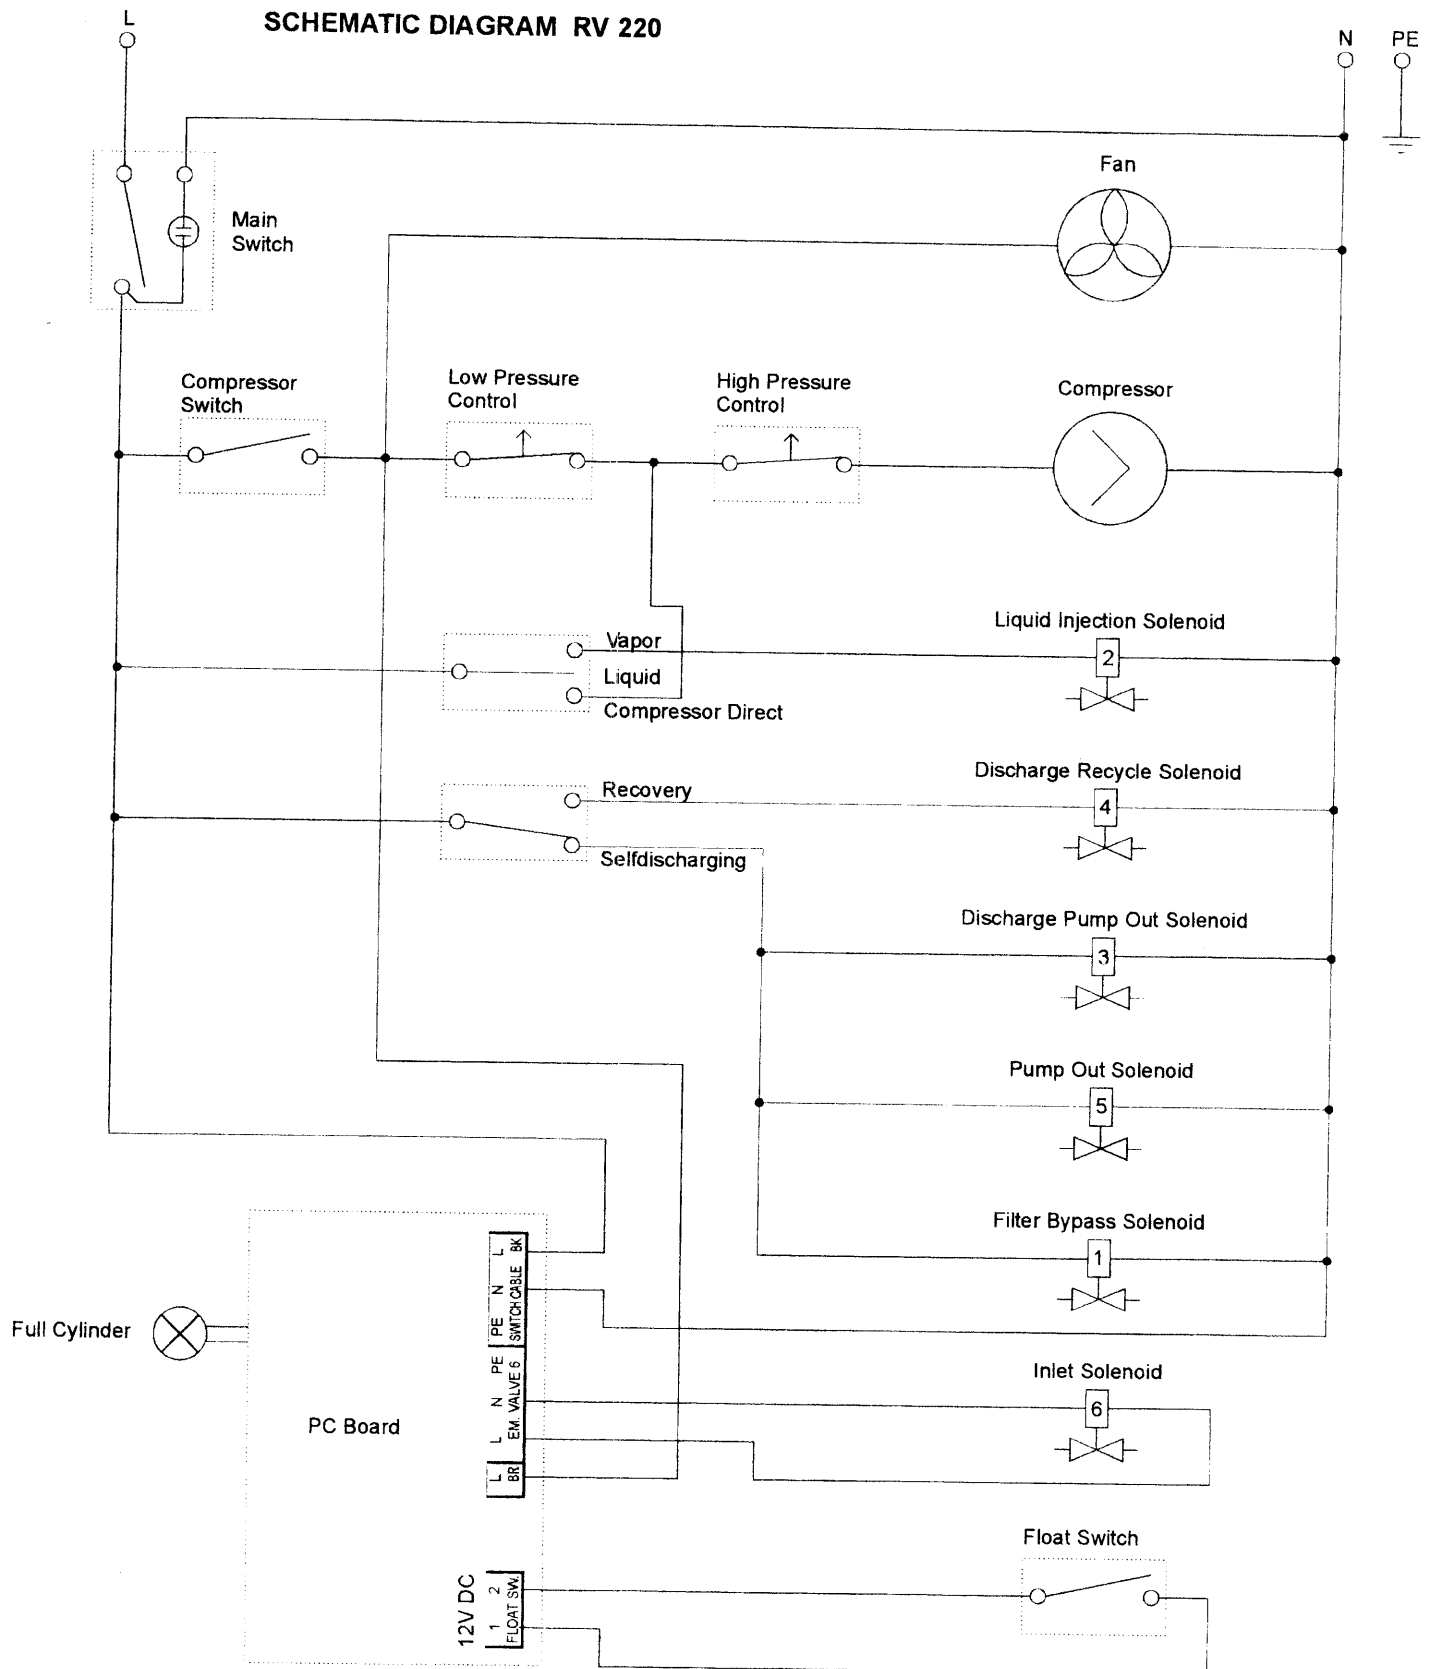 L
SCHEMATIC DIAGRAM RV 220
N
PE
Fan
Main
Switch
Compressor
Switch
Low Pressure
Control
High Pressure
Control
Compressor
Liquid Injection Solenoid
2
Vapor
Liquid
Compressor Direct
Discharge Recycle Solenoid
4
Recovery
Selfdischarging
Discharge Pump Out Solenoid
3
Pump Out Solenoid
5
Filter Bypass Solenoid
1
PE N L
SWITCH CABLE BK
Full Cylinder
L N PE
EM. VALVE 6
Inlet Solenoid
6
PC Board
L
BR
Float Switch
12V DC
1 2
FLOAT SW.